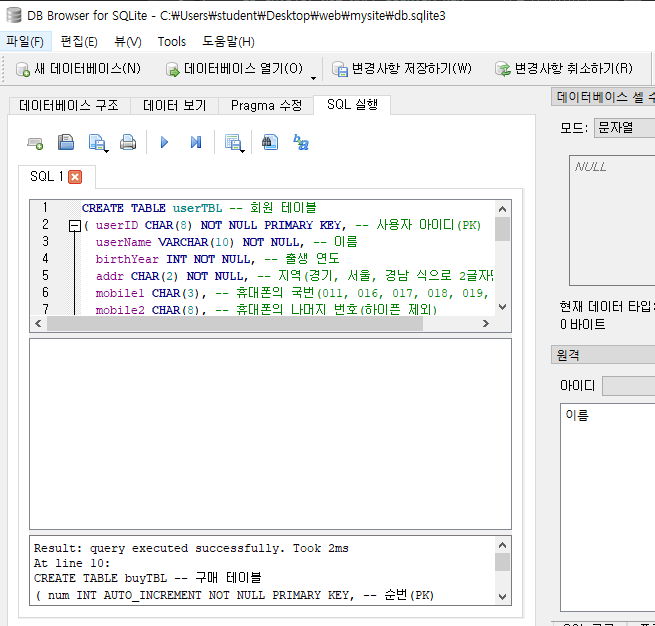 DB Browser for SQLite - C:₩Users₩student₩Desktop₩web₩mysite₩db.sqlite3
파일(F) 편집(E) 뷰(V) Tools 도움말(H)
새 데이터베이스(N) 데이터베이스 열기(O) 변경사항 저장하기(W) 변경사항 취소하기(R)
데이터베이스 구조 데이터 보기 Pragma 수정 SQL 실행
SQL 1
1 CREATE TABLE userTBL -- 회원 테이블
2 ( userID CHAR(8) NOT NULL PRIMARY KEY, -- 사용자 아이디(PK)
3 userName VARCHAR(10) NOT NULL, -- 이름
4 birthYear INT NOT NULL, -- 출생 연도
5 addr CHAR(2) NOT NULL, -- 지역(경기, 서울, 경남 식으로 2글자만
6 mobile1 CHAR(3), -- 휴대폰의 국번(011, 016, 017, 018, 019,
7 mobile2 CHAR(8), -- 휴대폰의 나머지 번호(하이픈 제외)
Result: query executed successfully. Took 2ms
At line 10:
CREATE TABLE buyTBL -- 구매 테이블
( num INT AUTO_INCREMENT NOT NULL PRIMARY KEY, -- 순번(PK)
데이터베이스 셀 수
모드: 문자열
NULL
현재 데이터 타입:
0 바이트
원격
아이디
이름